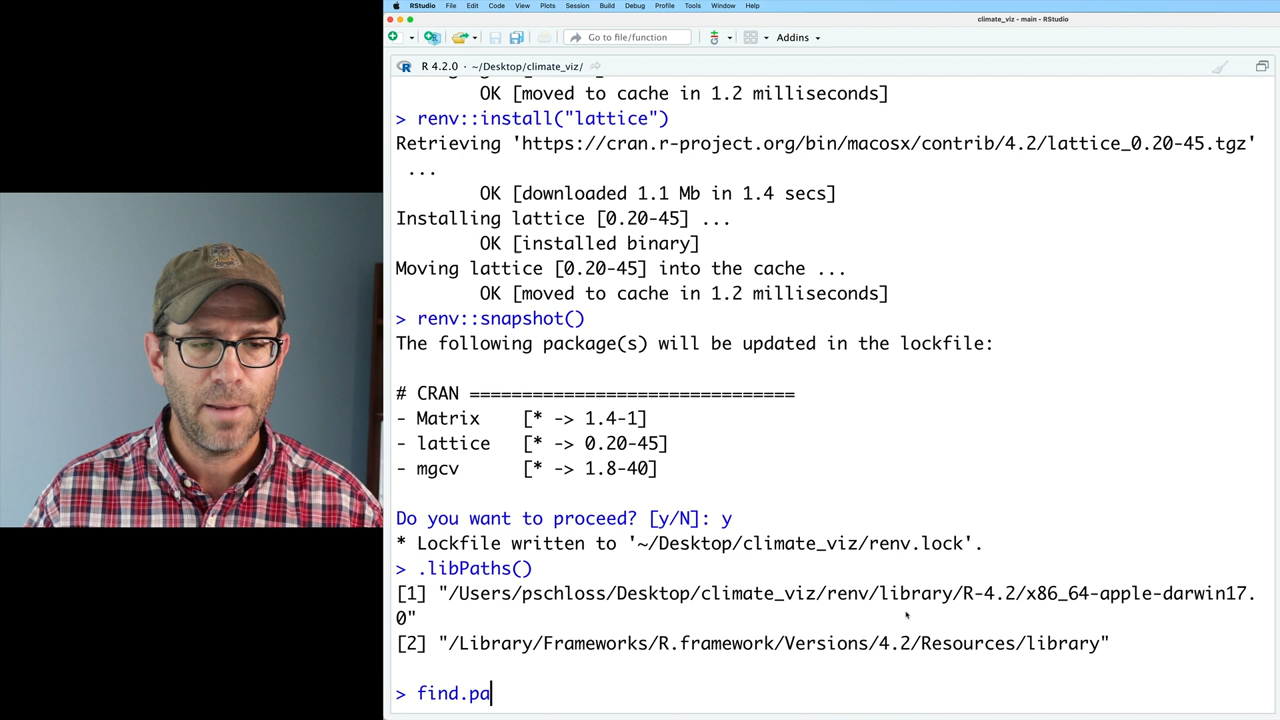 RStudio File Edit Code View Plots Session Build Debug Profile Tools Window Help
climate_viz - main - RStudio
Go to file/function
Addins
R 4.2.0 · ~/Desktop/climate_viz/
OK [moved to cache in 1.2 milliseconds]
> renv::install("lattice")
Retrieving 'https://cran.r-project.org/bin/macosx/contrib/4.2/lattice_0.20-45.tgz'
...
OK [downloaded 1.1 Mb in 1.4 secs]
Installing lattice [0.20-45] ...
OK [installed binary]
Moving lattice [0.20-45] into the cache ...
OK [moved to cache in 1.2 milliseconds]
> renv::snapshot()
The following package(s) will be updated in the lockfile:
# CRAN ===============================
- Matrix [* -> 1.4-1]
- lattice [* -> 0.20-45]
- mgcv [* -> 1.8-40]
Do you want to proceed? [y/N]: y
* Lockfile written to '~/Desktop/climate_viz/renv.lock'.
> .libPaths()
[1] "/Users/pschloss/Desktop/climate_viz/renv/library/R-4.2/x86_64-apple-darwin17.
0"
[2] "/Library/Frameworks/R.framework/Versions/4.2/Resources/library"
> find.pa